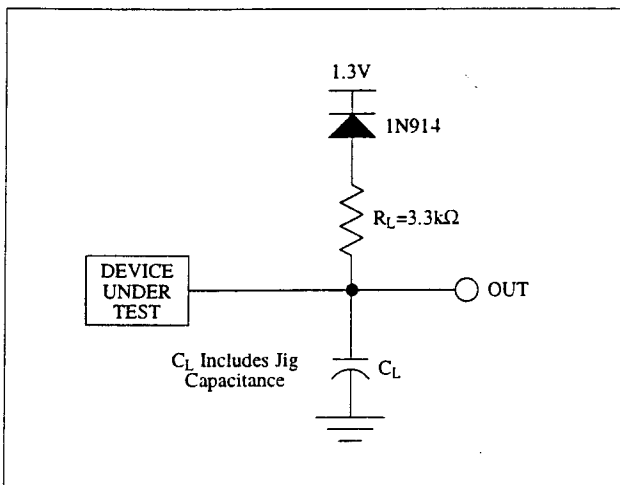 1.3V
1N914
R_L=3.3kΩ
DEVICE
UNDER
TEST
OUT
C_L Includes Jig
Capacitance
C_L